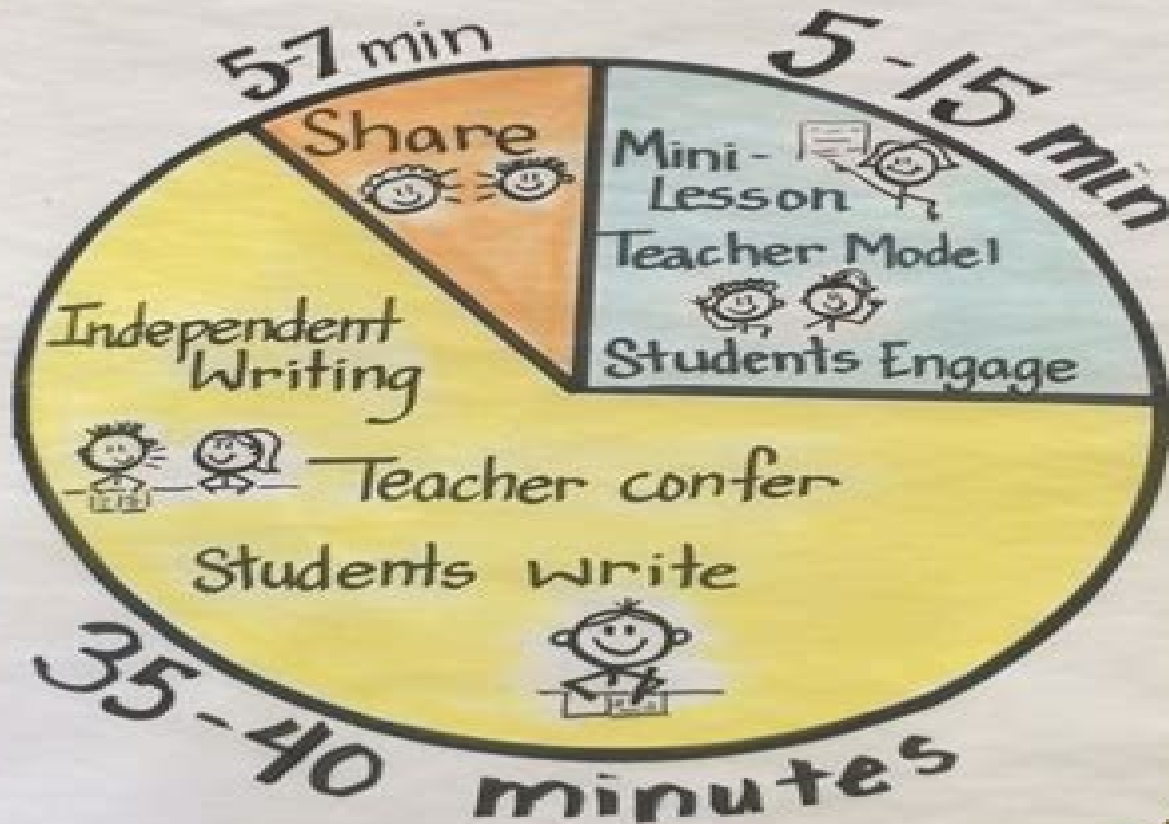 5-7 min
Share
5-15 min
Mini-
Lesson
Teacher Model
Students Engage
Independent
Writing
Teacher confer
Students write
35-40 minutes